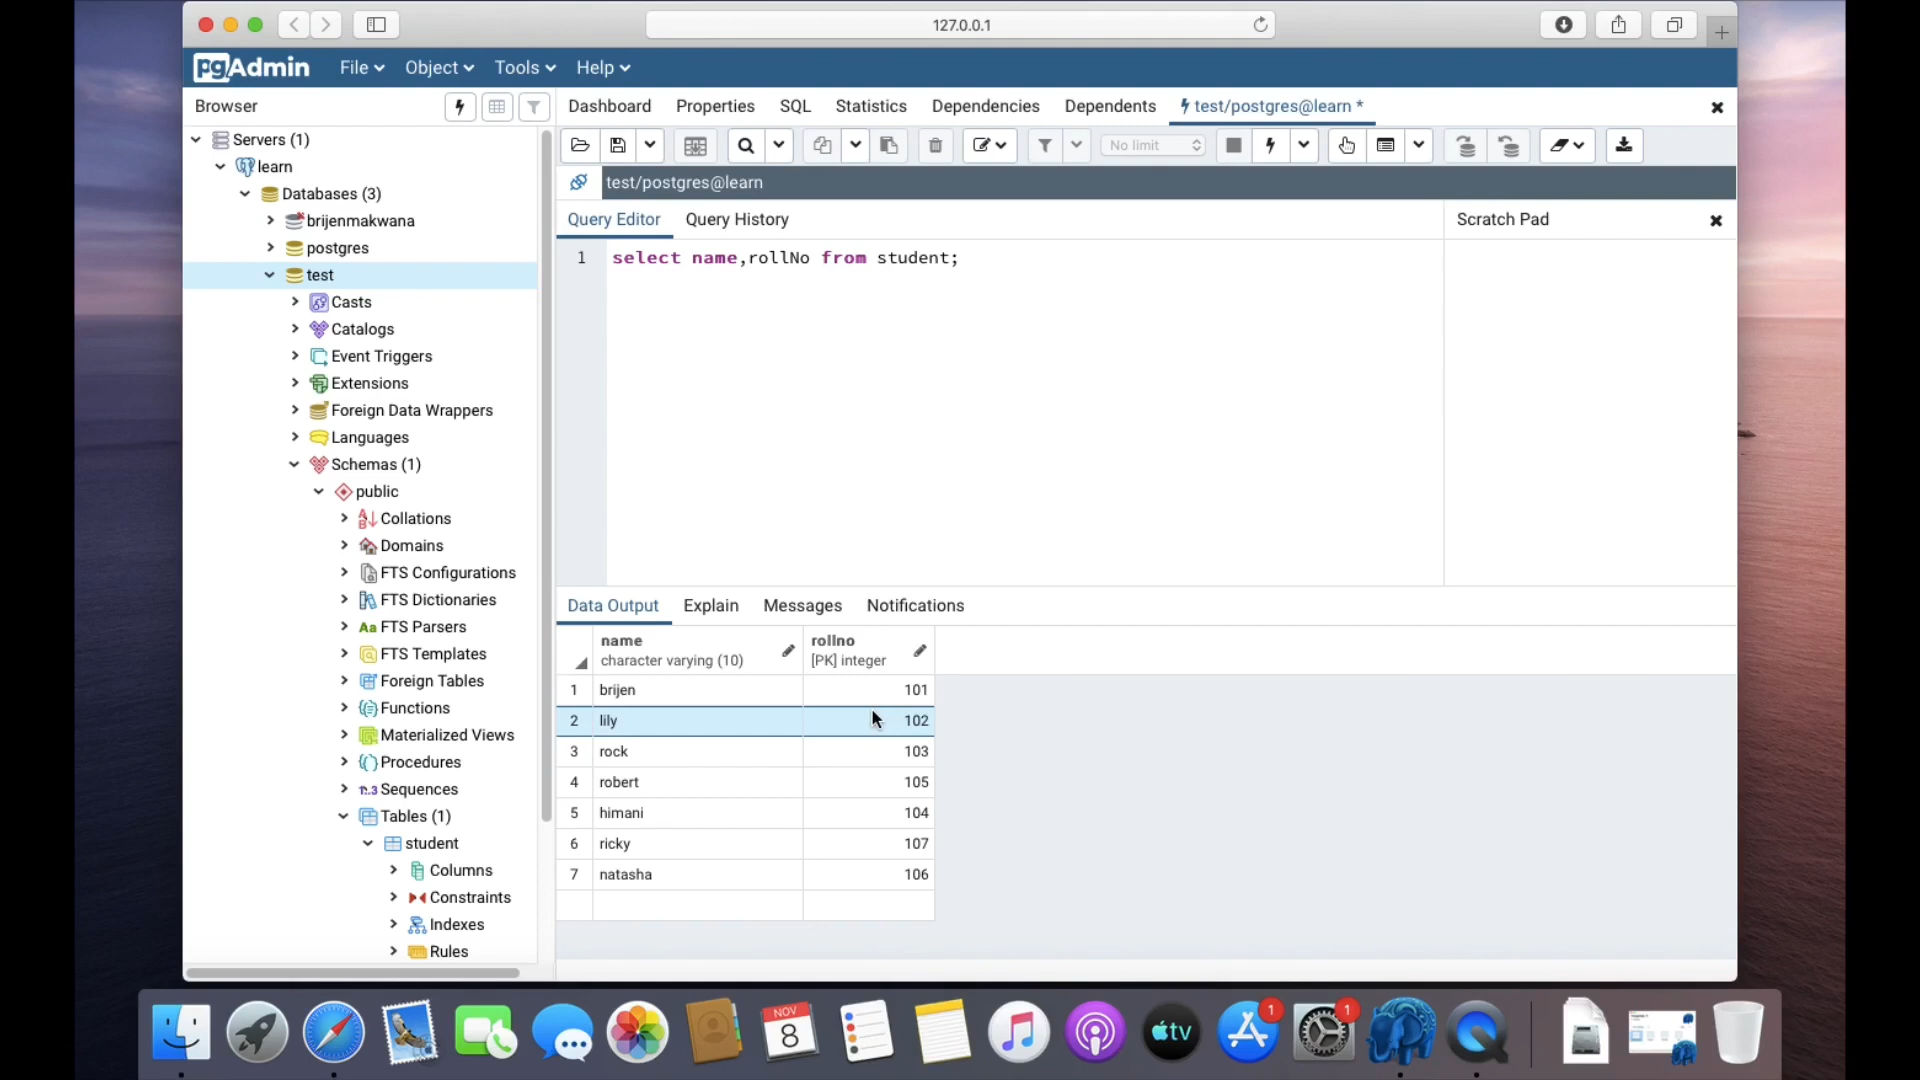 127.0.0.1
pgAdmin File Object Tools Help
Browser
Dashboard Properties SQL Statistics Dependencies Dependents test/postgres@learn *
Servers (1)
No limit
learn
Databases (3)
test/postgres@learn
brijenmakwana
Query Editor Query History Scratch Pad
postgres
1 select name,rollNo from student;
test
Casts
Catalogs
Event Triggers
Extensions
Foreign Data Wrappers
Languages
Schemas (1)
public
Collations
Domains
FTS Configurations
FTS Dictionaries
Aa FTS Parsers
FTS Templates
Foreign Tables
Functions
Materialized Views
Procedures
1..3 Sequences
Tables (1)
student
Columns
Constraints
Indexes
Rules
Data Output Explain Messages Notifications
name rollno
character varying (10) [PK] integer
1 brijen 101
2 lily 102
3 rock 103
4 robert 105
5 himani 104
6 ricky 107
7 natasha 106
NOV
8
tv
1
1